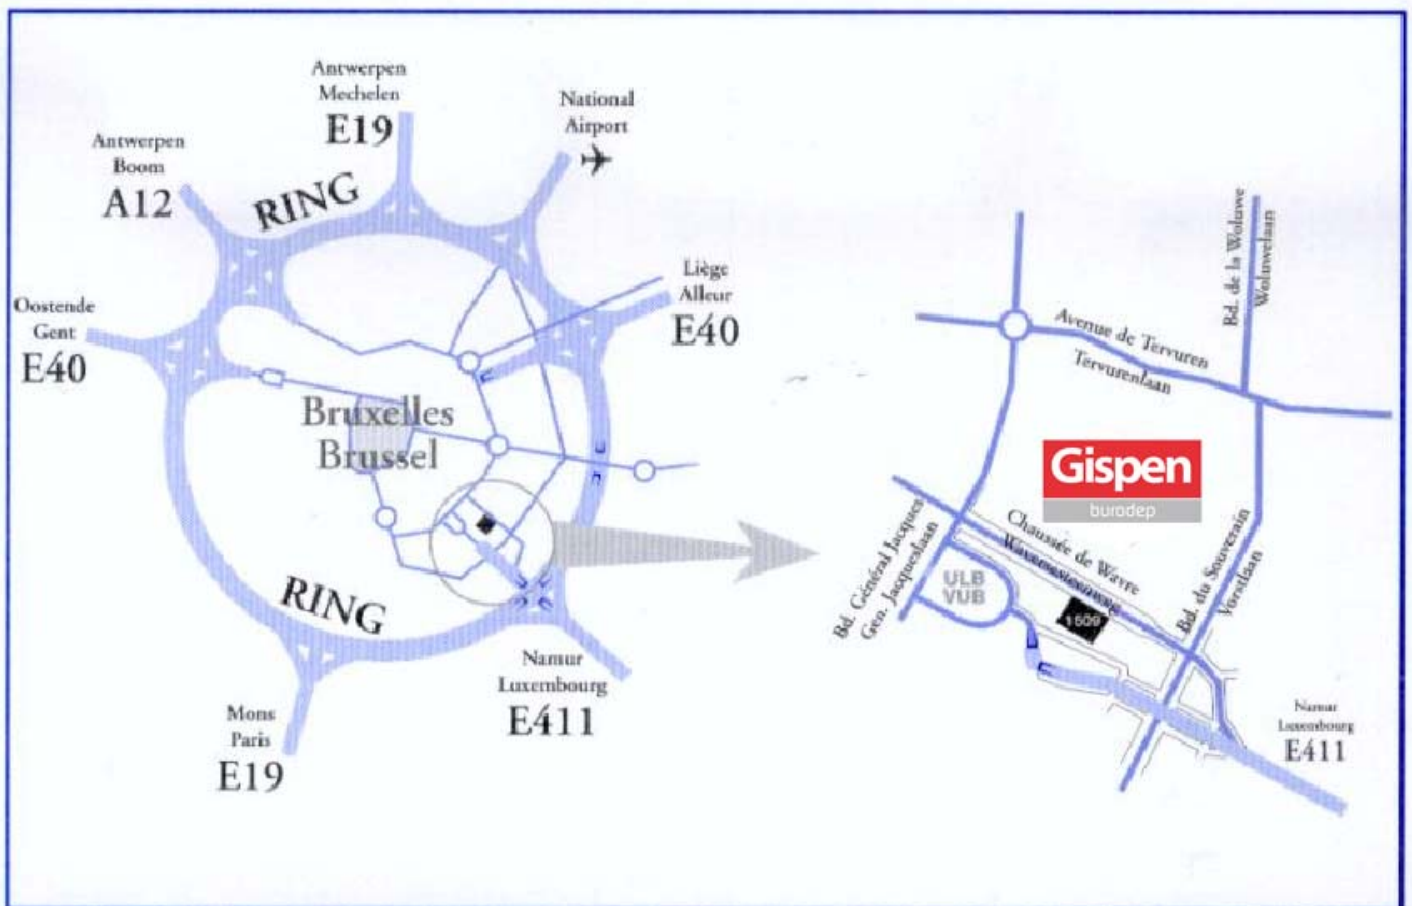 Antwerpen
Mechelen
E19
National
Airport
Antwerpen
Boom
A12
RING
Liège
Alleur
E40
Oostende
Gent
E40
Bruxelles
Brussel
RING
Namur
Luxembourg
E411
Mons
Paris
E19
Bd. de la Woluwe
Woluwelaan
Avenue de Tervuren
Tervurenlaan
Gispen
burodep
Chaussée de Wavre
Waversesteenweg
Bd. Général Jacques
Gen. Jacqueslaan
ULB
VUB
1509
Bd. du Souverain
Vorstlaan
Namur
Luxembourg
E411